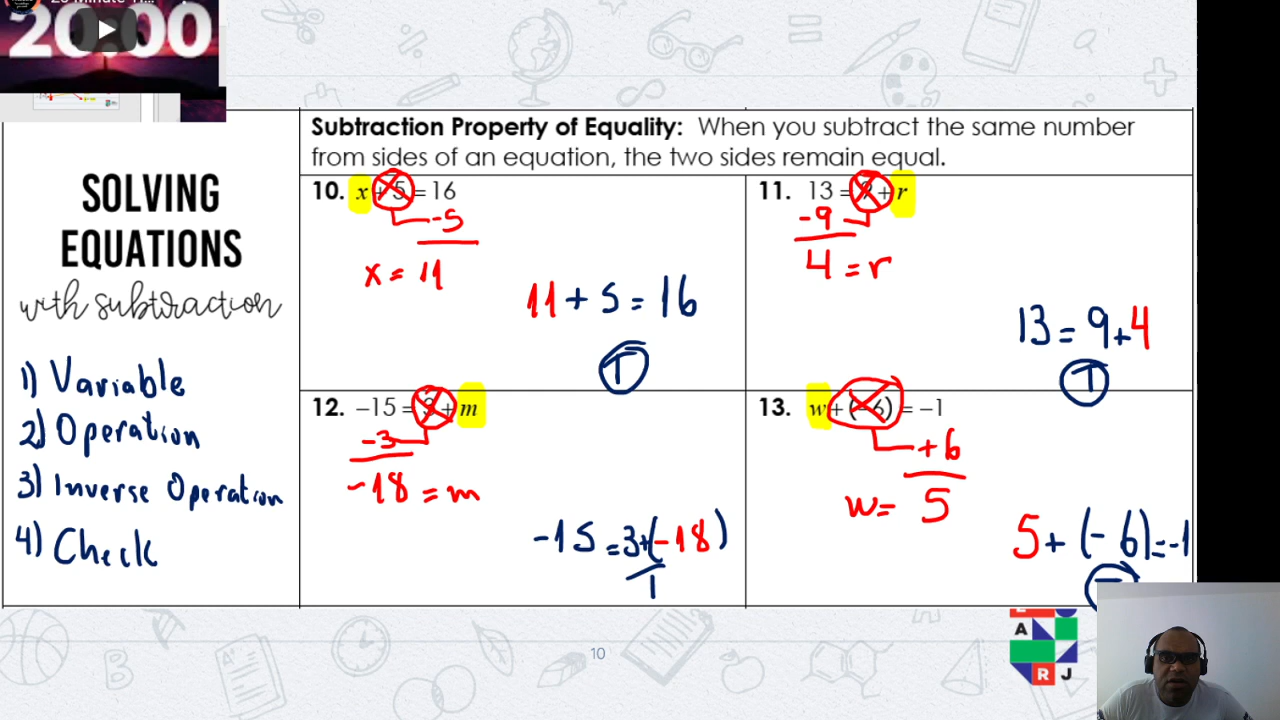 20:00
Subtraction Property of Equality: When you subtract the same number
from sides of an equation, the two sides remain equal.
SOLVING
EQUATIONS
with subtraction
1) Variable
2) Operation
3) Inverse Operation
4) Check
10. x + 5 = 16
-5
x = 11
11 + 5 = 16
T
11. 13 = 9 + r
-9
4 = r
13 = 9 + 4
T
12. –15 = 3 + m
-3
-18 = m
-15 = 3 + (-18)
T
13. w + (–6) = –1
+6
w = 5
5 + (-6) = -1
10
E A R J